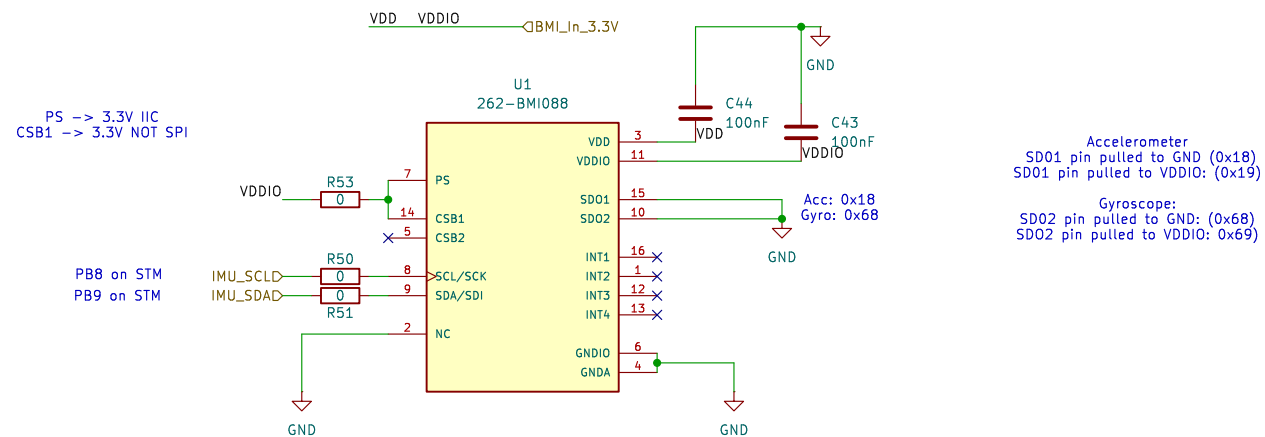 VDD VDDIO
BMI_In_3.3V
GND
U1
262-BMI088
C44
100nF
C43
100nF
VDD
VDDIO
PS -> 3.3V IIC
CSB1 -> 3.3V NOT SPI
Accelerometer
SDO1 pin pulled to GND (0x18)
SDO1 pin pulled to VDDIO: (0x19)
Gyroscope:
SDO2 pin pulled to GND: (0x68)
SDO2 pin pulled to VDDIO: 0x69)
VDDIO
R53
0
7 PS
14 CSB1
5 CSB2
8 SCL/SCK
9 SDA/SDI
2 NC
VDD 3
VDDIO 11
SDO1 15
SDO2 10
INT1 16
INT2 1
INT3 12
INT4 13
GNDIO 6
GNDA 4
Acc: 0x18
Gyro: 0x68
GND
PB8 on STM
PB9 on STM
IMU_SCL
IMU_SDA
R50
0
0
R51
GND
GND